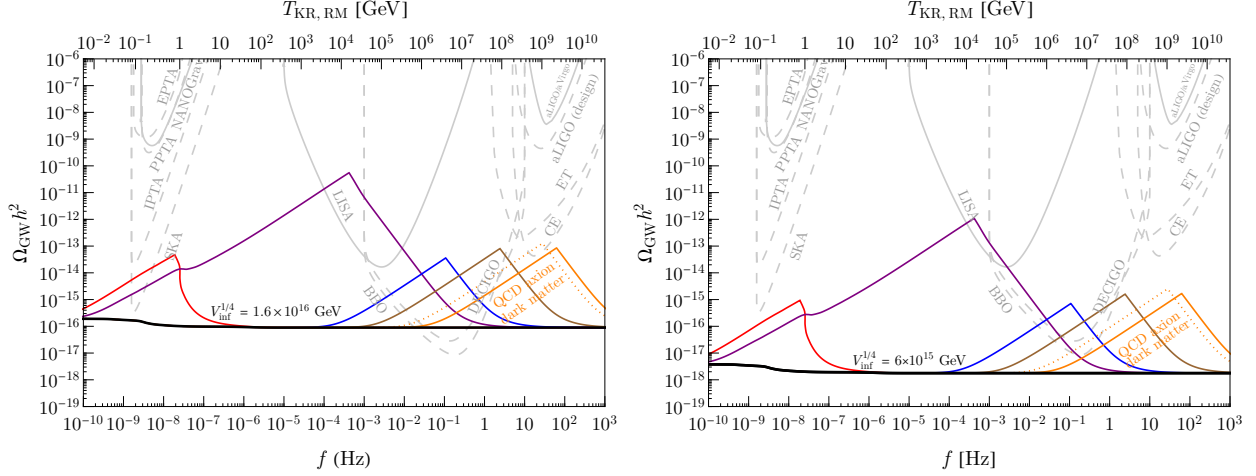 T_KR, RM [GeV]
10^-2 10^-1 1 10 10^2 10^3 10^4 10^5 10^6 10^7 10^8 10^9 10^10
Ω_GW h^2
10^-6
10^-7
10^-8
10^-9
10^-10
10^-11
10^-12
10^-13
10^-14
10^-15
10^-16
10^-17
10^-18
10^-19
EPTA
NANOGrav
PPTA
IPTA
SKA
LISA
BBO
DECIGO
aLIGO&Virgo
aLIGO (design)
ET
CE
QCD axion
dark matter
V_inf^1/4 = 1.6×10^16 GeV
10^-10 10^-9 10^-8 10^-7 10^-6 10^-5 10^-4 10^-3 10^-2 10^-1 1 10 10^2 10^3
f (Hz)
T_KR, RM [GeV]
10^-2 10^-1 1 10 10^2 10^3 10^4 10^5 10^6 10^7 10^8 10^9 10^10
Ω_GW h^2
10^-6
10^-7
10^-8
10^-9
10^-10
10^-11
10^-12
10^-13
10^-14
10^-15
10^-16
10^-17
10^-18
10^-19
EPTA
NANOGrav
PPTA
IPTA
SKA
LISA
BBO
DECIGO
aLIGO&Virgo
aLIGO (design)
ET
CE
QCD axion
dark matter
V_inf^1/4 = 6×10^15 GeV
10^-10 10^-9 10^-8 10^-7 10^-6 10^-5 10^-4 10^-3 10^-2 10^-1 1 10 10^2 10^3
f [Hz]